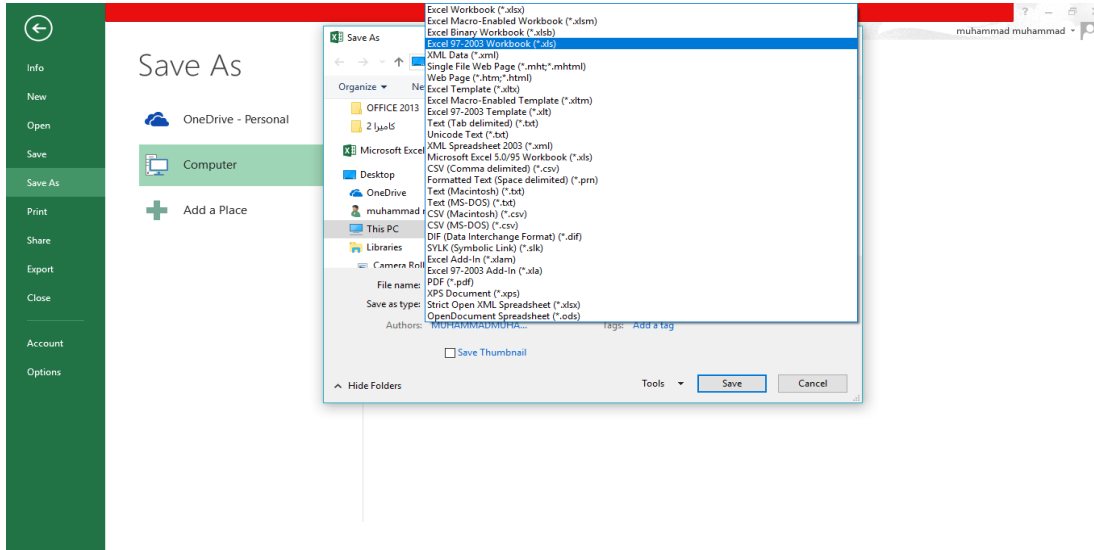 ?
muhammad muhammad
Info
New
Open
Save
Save As
Print
Share
Export
Close
Account
Options
Save As
OneDrive - Personal
Computer
Add a Place
Save As
Organize
Ne
OFFICE 2013
كاميرا 2
Microsoft Excel
Desktop
OneDrive
muhammad
This PC
Libraries
Camera Roll
File name:
Save as type:
Excel Workbook (*.xlsx)
Excel Macro-Enabled Workbook (*.xlsm)
Excel Binary Workbook (*.xlsb)
Excel 97-2003 Workbook (*.xls)
XML Data (*.xml)
Single File Web Page (*.mht;*.mhtml)
Web Page (*.htm;*.html)
Excel Template (*.xltx)
Excel Macro-Enabled Template (*.xltm)
Excel 97-2003 Template (*.xlt)
Text (Tab delimited) (*.txt)
Unicode Text (*.txt)
XML Spreadsheet 2003 (*.xml)
Microsoft Excel 5.0/95 Workbook (*.xls)
CSV (Comma delimited) (*.csv)
Formatted Text (Space delimited) (*.prn)
Text (Macintosh) (*.txt)
Text (MS-DOS) (*.txt)
CSV (Macintosh) (*.csv)
CSV (MS-DOS) (*.csv)
DIF (Data Interchange Format) (*.dif)
SYLK (Symbolic Link) (*.slk)
Excel Add-In (*.xlam)
Excel 97-2003 Add-In (*.xla)
PDF (*.pdf)
XPS Document (*.xps)
Strict Open XML Spreadsheet (*.xlsx)
OpenDocument Spreadsheet (*.ods)
Authors: MUHAMMADMUHA... Tags: Add a tag
Save Thumbnail
Hide Folders
Tools Save Cancel